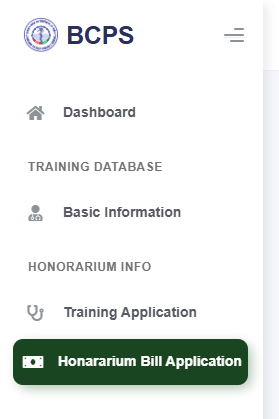 BCPS
Dashboard
TRAINING DATABASE
Basic Information
HONORARIUM INFO
Training Application
Honararium Bill Application